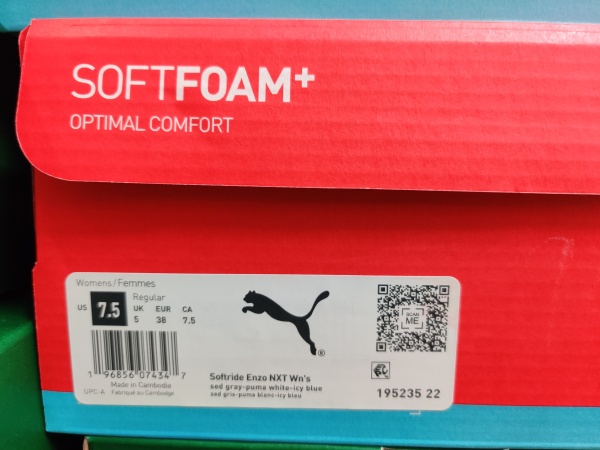 SOFTFOAM+
OPTIMAL COMFORT
Womens/Femmes
Regular
US 7.5 UK 5 EUR 38 CA 7.5
SCAN ME
1 96856 07434 7
Made in Cambodia
UPC-A Fabriqué au Cambodge
Softride Enzo NXT Wn's
sed gray-puma white-icy blue
sed gris-puma blanc-icy bleu
195235 22